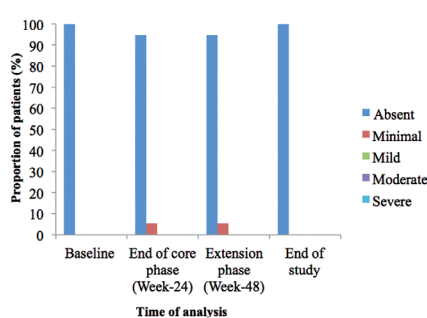 Proportion of patients (%)
100
90
80
70
60
50
40
30
20
10
0
Baseline
End of core
phase
(Week-24)
Extension
phase
(Week-48)
End of
study
Time of analysis
Absent
Minimal
Mild
Moderate
Severe